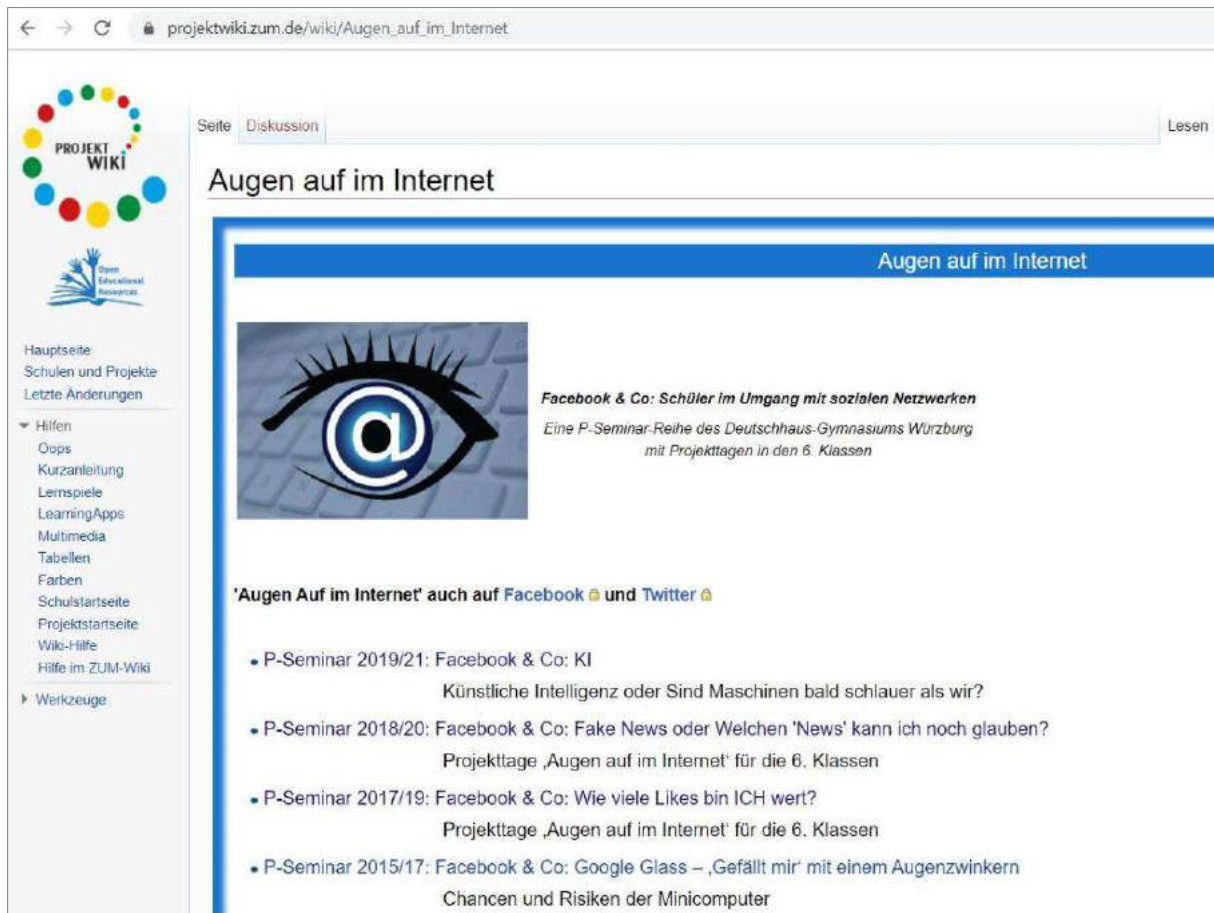 projektwiki.zum.de/wiki/Augen_auf_im_Internet
PROJEKT
WIKI
Open
Educational
Resources
Hauptseite
Schulen und Projekte
Letzte Änderungen
Hilfen
Oops
Kurzanleitung
Lernspiele
LearningApps
Multimedia
Tabellen
Farben
Schulstartseite
Projektstartseite
Wiki-Hilfe
Hilfe im ZUM-Wiki
Werkzeuge
Seite Diskussion Lesen
Augen auf im Internet
Augen auf im Internet
@
Facebook & Co: Schüler im Umgang mit sozialen Netzwerken
Eine P-Seminar-Reihe des Deutschhaus-Gymnasiums Würzburg
mit Projekttagen in den 6. Klassen
'Augen Auf im Internet' auch auf Facebook und Twitter
• P-Seminar 2019/21: Facebook & Co: KI
Künstliche Intelligenz oder Sind Maschinen bald schlauer als wir?
• P-Seminar 2018/20: Facebook & Co: Fake News oder Welchen 'News' kann ich noch glauben?
Projekttage ‚Augen auf im Internet‘ für die 6. Klassen
• P-Seminar 2017/19: Facebook & Co: Wie viele Likes bin ICH wert?
Projekttage ‚Augen auf im Internet‘ für die 6. Klassen
• P-Seminar 2015/17: Facebook & Co: Google Glass – ‚Gefällt mir‘ mit einem Augenzwinkern
Chancen und Risiken der Minicomputer